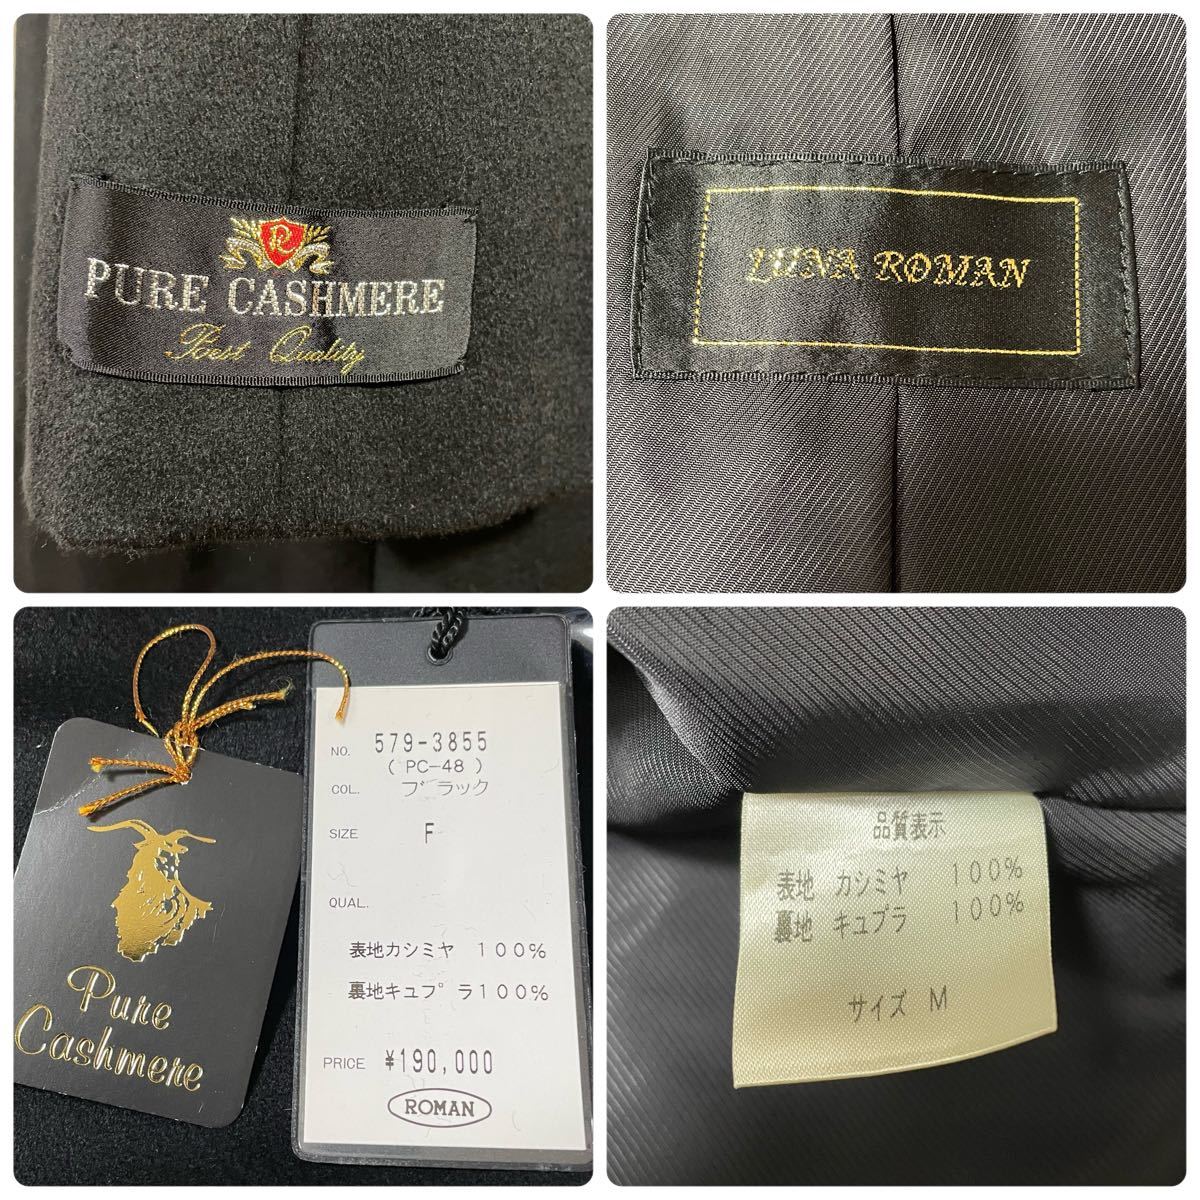 R
PURE CASHMERE
Best Quality
LUNA ROMAN
Pure
Cashmere
NO. 579-3855
( PC-48 )
COL. ブラック
SIZE F
QUAL.
表地カシミヤ 100%
裏地キュプラ100%
PRICE ¥190,000
ROMAN
品質表示
表地 カシミヤ 100%
裏地 キュプラ 100%
サイズ M